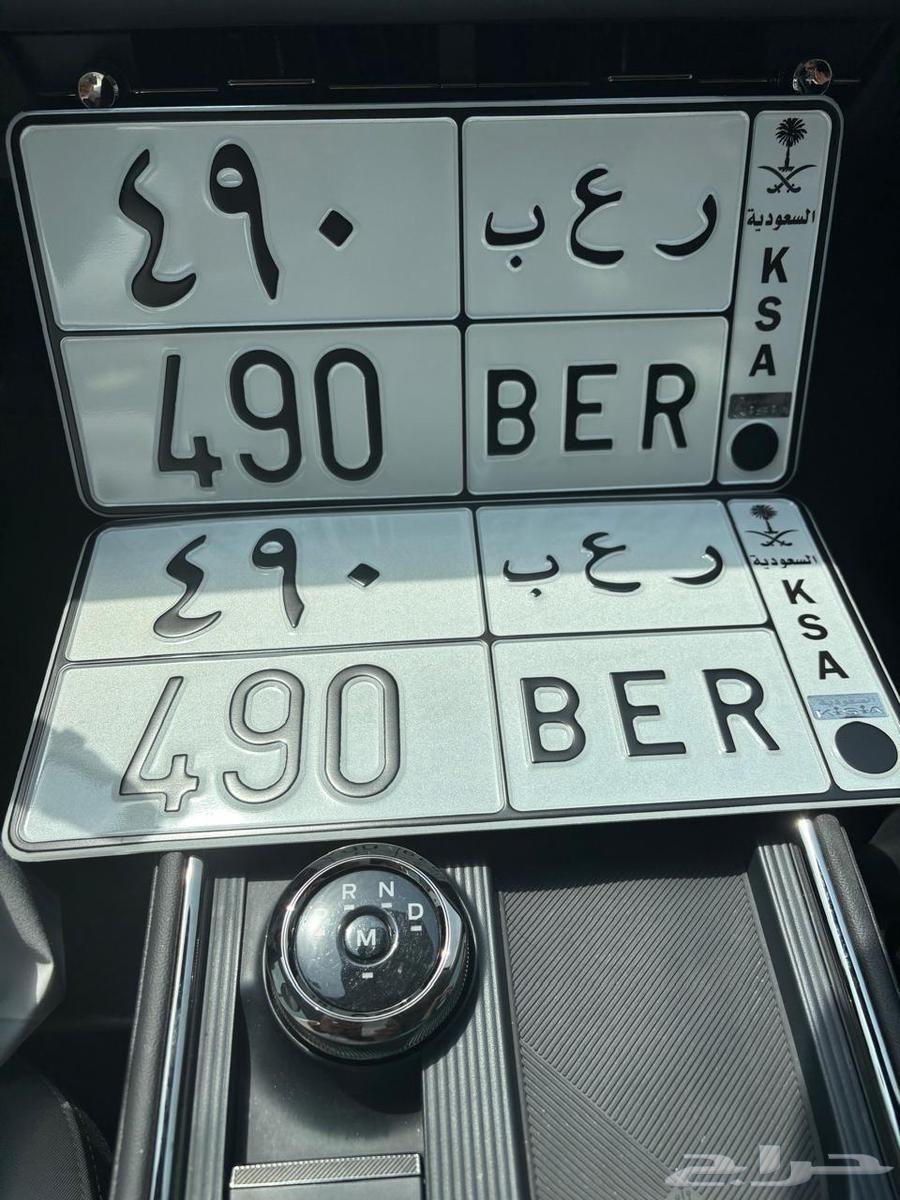 ٤٩٠ ر ع ب
490 BER
السعودية
K
S
A
٤٩٠ ر ع ب
490 BER
السعودية
K
S
A
R N
D
M
حراج